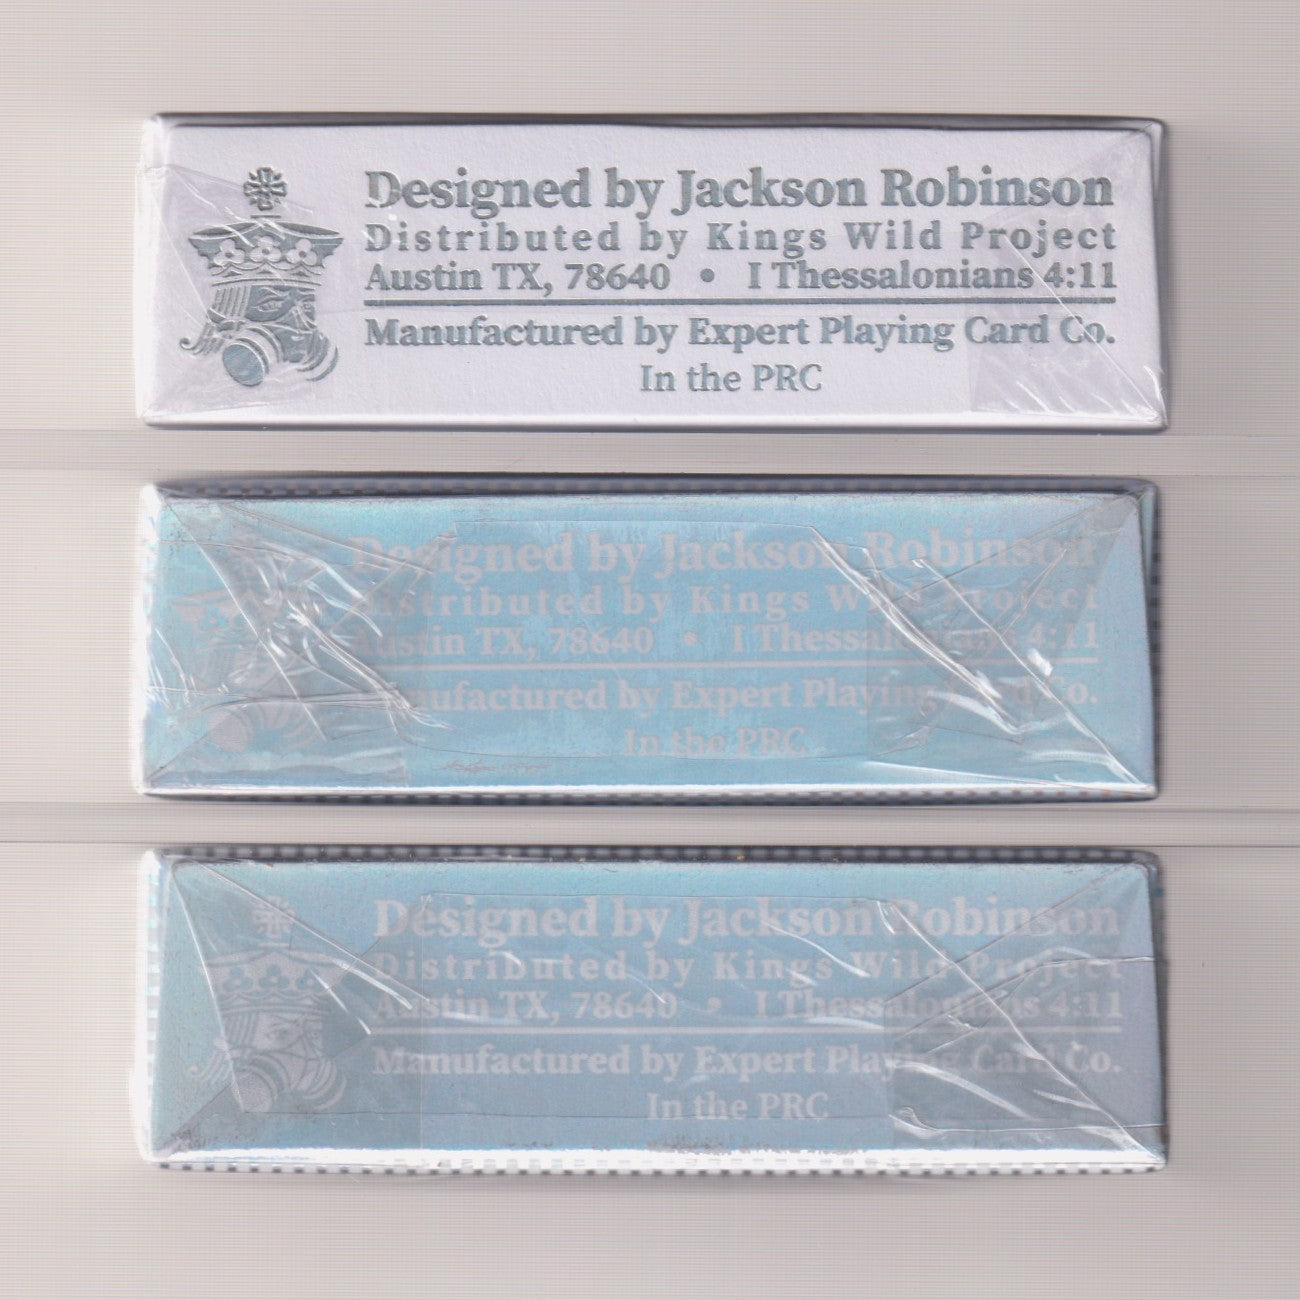 Designed by Jackson Robinson
Distributed by Kings Wild Project
Austin TX, 78640 • I Thessalonians 4:11
Manufactured by Expert Playing Card Co.
In the PRC
Designed by Jackson Robinson
Distributed by Kings Wild Project
Austin TX, 78640 • I Thessalonians 4:11
Manufactured by Expert Playing Card Co.
In the PRC
Designed by Jackson Robinson
Distributed by Kings Wild Project
Austin TX, 78640 • I Thessalonians 4:11
Manufactured by Expert Playing Card Co.
In the PRC